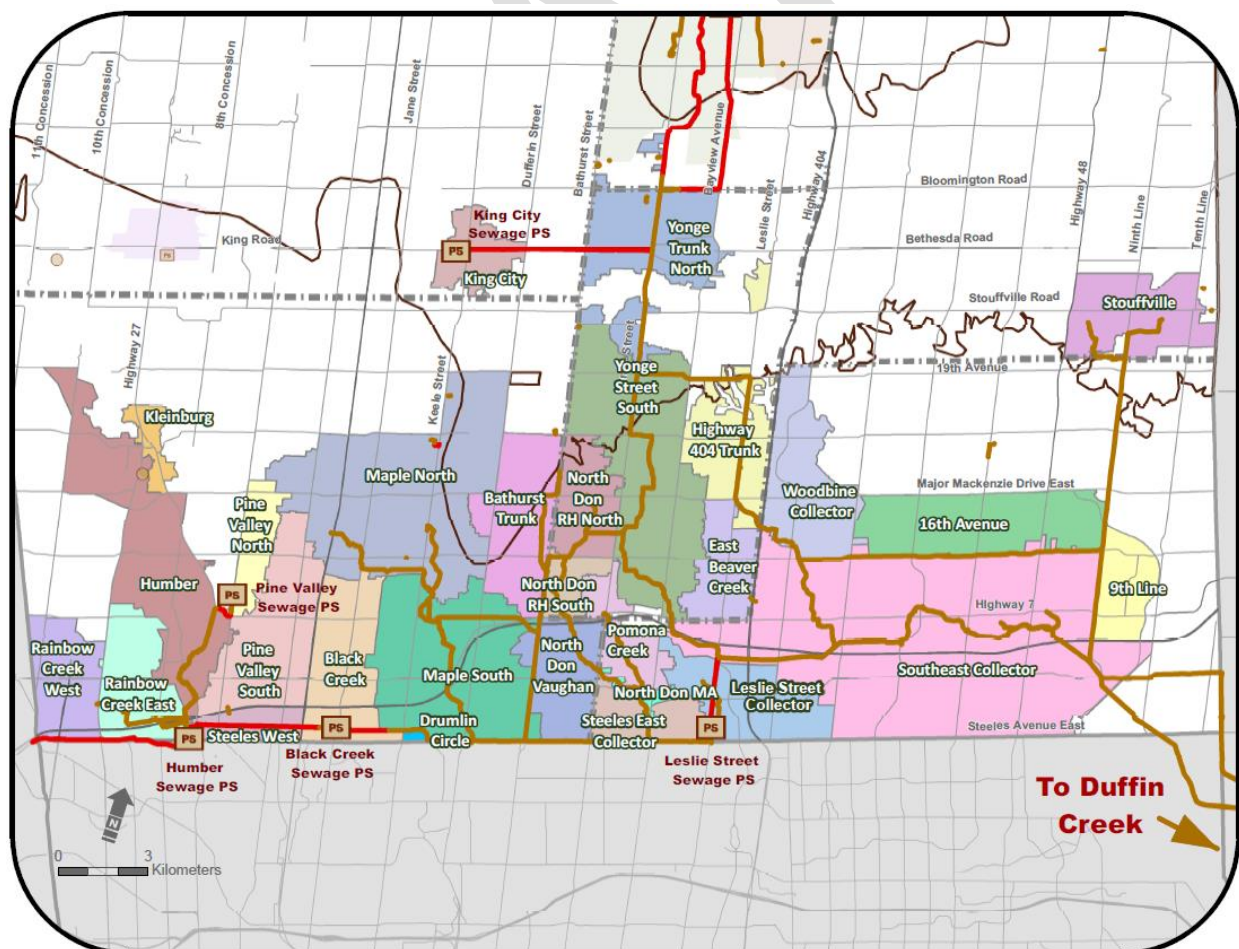 11th Concession
10th Concession
8th Concession
Jane Street
Dufferin Street
Bathurst Street
Bayview Avenue
Leslie Street
Highway 404
Bloomington Road
Highway 48
Ninth Line
Tenth Line
King Road
PS
King City
Sewage PS
PS
King City
Yonge
Trunk
North
Bethesda Road
Stouffville Road
Stouffville
19th Avenue
Highway 27
Keele Street
Street
Yonge
Street
South
Kleinburg
Maple North
Highway
404 Trunk
Pine
Valley
North
Bathurst
Trunk
North
Don
RH North
Woodbine
Collector
Major Mackenzie Drive East
16th Avenue
Humber
PS
Pine Valley
Sewage PS
North Don
RH South
East
Beaver
Creek
9th Line
Highway 7
Rainbow
Creek
West
Rainbow
Creek East
Pine
Valley
South
Black
Creek
Maple South
North
Don
Vaughan
Pomona
Creek
North Don MA
Leslie Street
Collector
Southeast Collector
PS
Steeles West
PS
Drumlin
Circle
Steeles East
Collector
PS
Steeles Avenue East
Humber
Sewage PS
Black Creek
Sewage PS
Leslie Street
Sewage PS
To Duffin
Creek
N
0 3
Kilometers